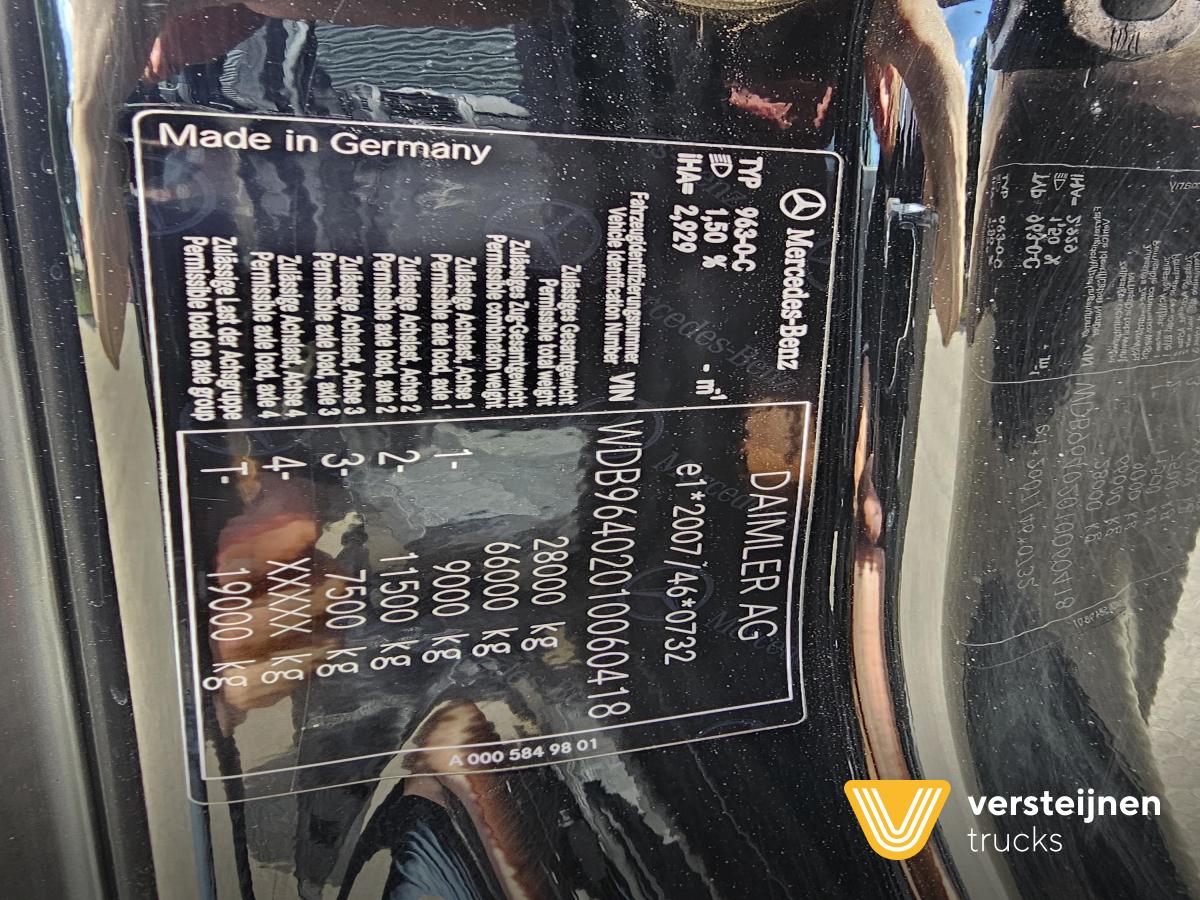 Mercedes-Benz
DAIMLER AG
TYP 963-0-C
1,50 %
e1*2007/46*0732
IHA= 2,929 - m⁻¹
Fahrzeugidentifizierungsnummer
Vehicle Identification Number VIN WDB96402010060418
Zulässiges Gesamtgewicht
Permissible total weight 28000 kg
Zulässiges Zug-Gesamtgewicht
Permissible combination weight 66000 kg
Zulässige Achslast, Achse 1
Permissible axle load, axle 1 1- 9000 kg
Zulässige Achslast, Achse 2
Permissible axle load, axle 2 2- 11500 kg
Zulässige Achslast, Achse 3
Permissible axle load, axle 3 3- 7500 kg
Zulässige Achslast, Achse 4
Permissible axle load, axle 4 4- XXXX kg
Zulässige Last der Achsgruppe
Permissible load on axle group T- 19000 kg
Made in Germany
A 000 584 98 01
versteijnen
trucks